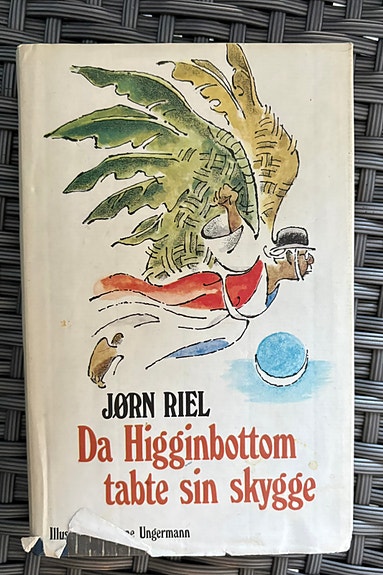 JØRN RIEL
Da Higginbottom
tabte sin skygge
Ungermann